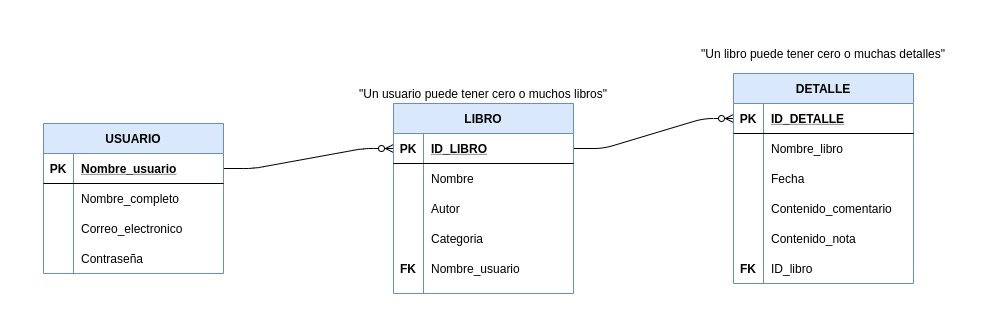 "Un libro puede tener cero o muchas detalles"
"Un usuario puede tener cero o muchos libros"
USUARIO
PK Nombre_usuario
Nombre_completo
Correo_electronico
Contraseña
LIBRO
PK ID_LIBRO
Nombre
Autor
Categoria
FK Nombre_usuario
DETALLE
PK ID_DETALLE
Nombre_libro
Fecha
Contenido_comentario
Contenido_nota
FK ID_libro